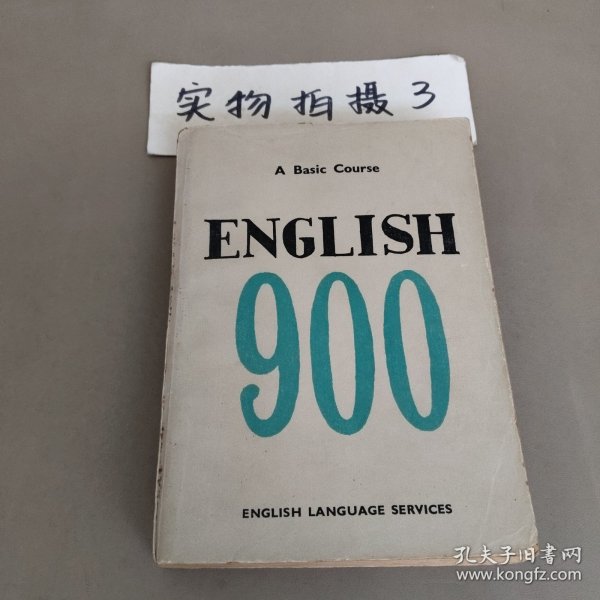 实物拍摄3
A Basic Course
ENGLISH
900
ENGLISH LANGUAGE SERVICES
孔夫子旧书网
www.kongfz.com